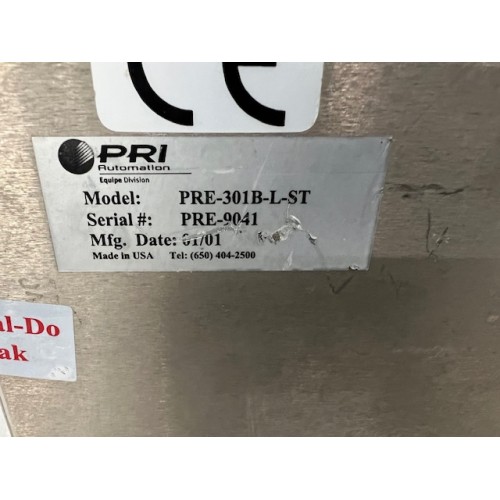 CE
PRI
Automation
Equipe Division
Model: PRE-301B-L-ST
Serial #: PRE-9041
Mfg. Date: 01/01
Made in USA Tel: (650) 404-2500
al-Do
ak